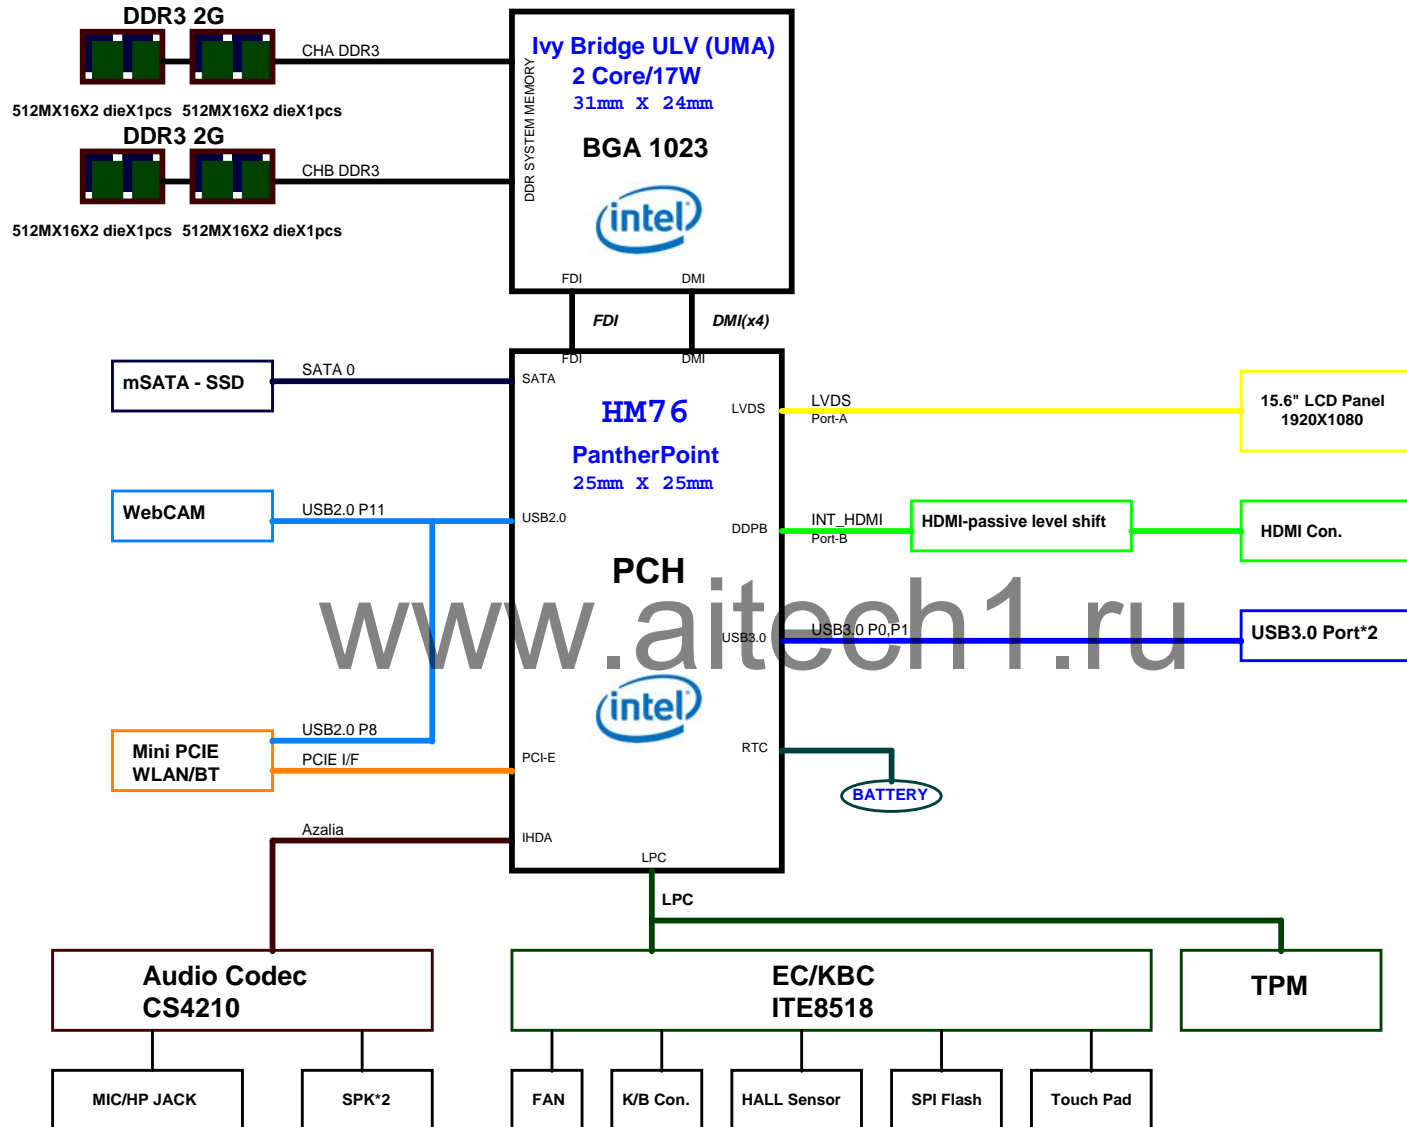 DDR3 2G
CHA DDR3
512MX16X2 dieX1pcs 512MX16X2 dieX1pcs
DDR3 2G
CHB DDR3
512MX16X2 dieX1pcs 512MX16X2 dieX1pcs
Ivy Bridge ULV (UMA)
2 Core/17W
31mm X 24mm
BGA 1023
DDR SYSTEM MEMORY
intel
FDI DMI
FDI DMI(x4)
FDI DMI
mSATA - SSD
SATA 0
SATA
HM76
PantherPoint
25mm X 25mm
PCH
intel
LVDS
LVDS
Port-A
15.6" LCD Panel
1920X1080
WebCAM
USB2.0 P11
USB2.0
DDPB
INT_HDMI
Port-B
HDMI-passive level shift
HDMI Con.
www.aitech1.ru
USB3.0
USB3.0 P0,P1
USB3.0 Port*2
Mini PCIE
WLAN/BT
USB2.0 P8
PCIE I/F
PCI-E
RTC
BATTERY
Azalia
IHDA
LPC
LPC
Audio Codec
CS4210
EC/KBC
ITE8518
TPM
MIC/HP JACK
SPK*2
FAN
K/B Con.
HALL Sensor
SPI Flash
Touch Pad